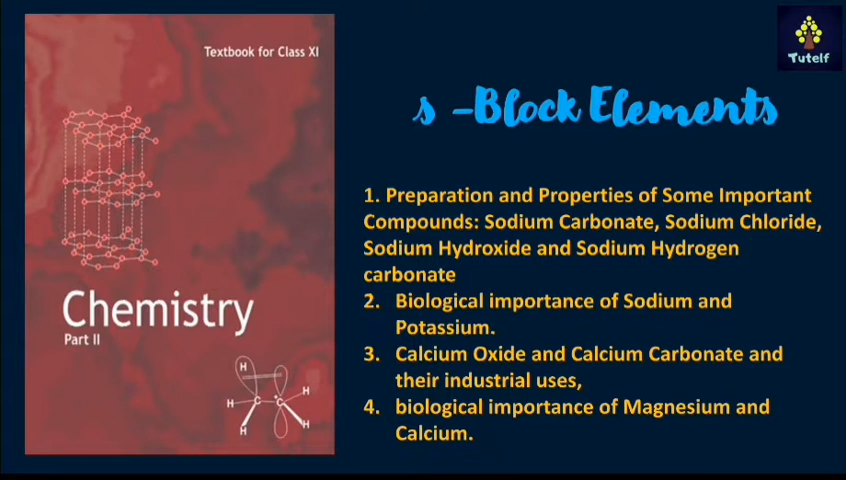 Textbook for Class XI
Chemistry
Part II
H
H
H
C
C
H
H
Tutelf
s -Block Elements
1. Preparation and Properties of Some Important
Compounds: Sodium Carbonate, Sodium Chloride,
Sodium Hydroxide and Sodium Hydrogen
carbonate
2. Biological importance of Sodium and
Potassium.
3. Calcium Oxide and Calcium Carbonate and
their industrial uses,
4. biological importance of Magnesium and
Calcium.